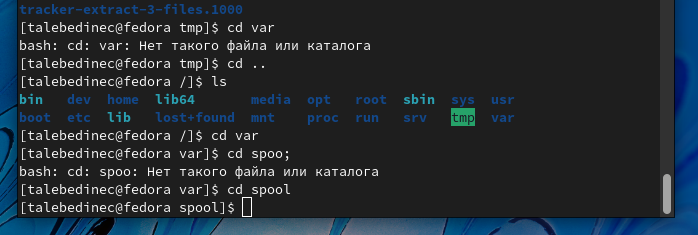 tracker-extract-3-files.1000
[talebedinec@fedora tmp]$ cd var
bash: cd: var: Нет такого файла или каталога
[talebedinec@fedora tmp]$ cd ..
[talebedinec@fedora /]$ ls
bin dev home lib64 media opt root sbin sys usr
boot etc lib lost+found mnt proc run srv tmp var
[talebedinec@fedora /]$ cd var
[talebedinec@fedora var]$ cd spoo;
bash: cd: spoo: Нет такого файла или каталога
[talebedinec@fedora var]$ cd spool
[talebedinec@fedora spool]$